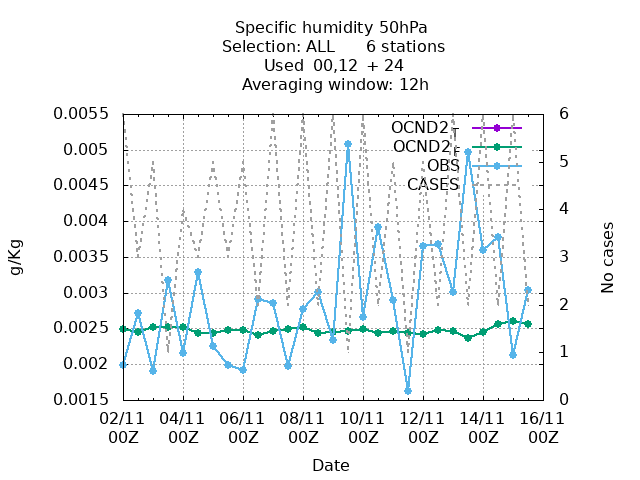 Specific humidity 50hPa
Selection: ALL 6 stations
Used 00,12 + 24
Averaging window: 12h
0.0055
0.005
0.0045
0.004
0.0035
0.003
0.0025
0.002
0.0015
g/Kg
OCND2_
OCND2_
OBS
CASES
6
5
4
3
2
1
0
No cases
02/11 04/11 06/11 08/11 10/11 12/11 14/11 16/11
00Z 00Z 00Z 00Z 00Z 00Z 00Z 00Z
Date